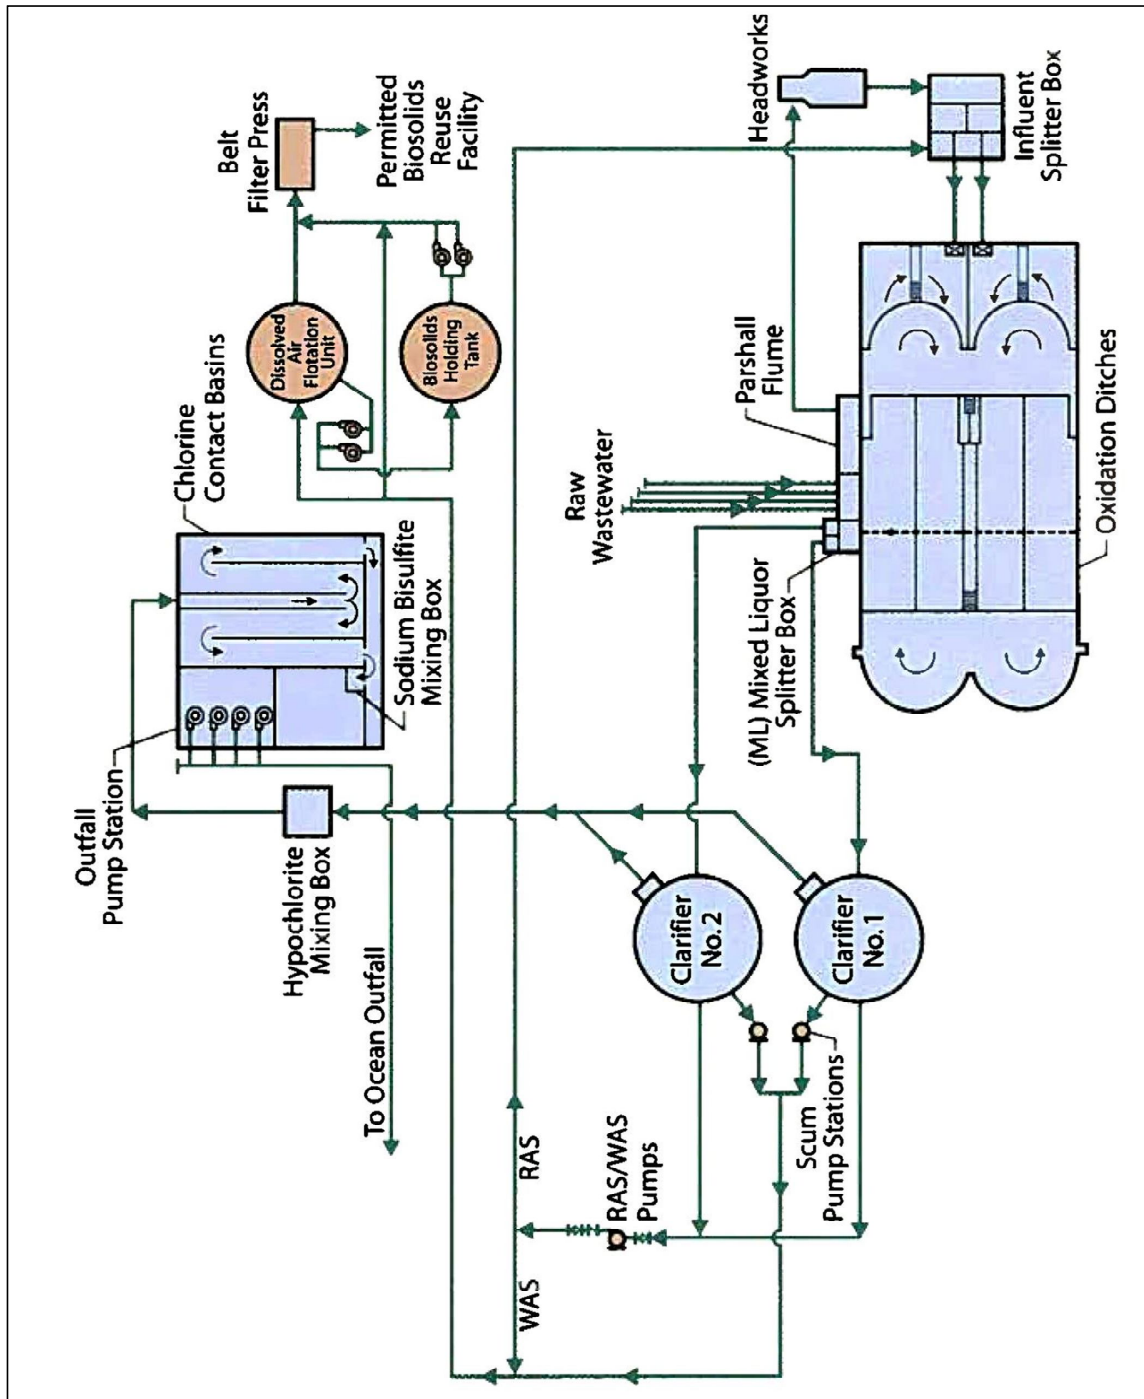 Belt
Filter Press
Permitted
Biosolids
Reuse
Facility
Dissolved
Air
Flotation
Unit
Biosolids
Holding
Tank
Chlorine
Contact Basins
Sodium Bisulfite
Mixing Box
Outfall
Pump Station
Hypochlorite
Mixing Box
To Ocean Outfall
Headworks
Influent
Splitter Box
Parshall
Flume
Raw
Wastewater
Oxidation Ditches
(ML) Mixed Liquor
Splitter Box
Clarifier
No. 2
Clarifier
No. 1
Scum
Pump Stations
RAS/WAS
Pumps
RAS
WAS